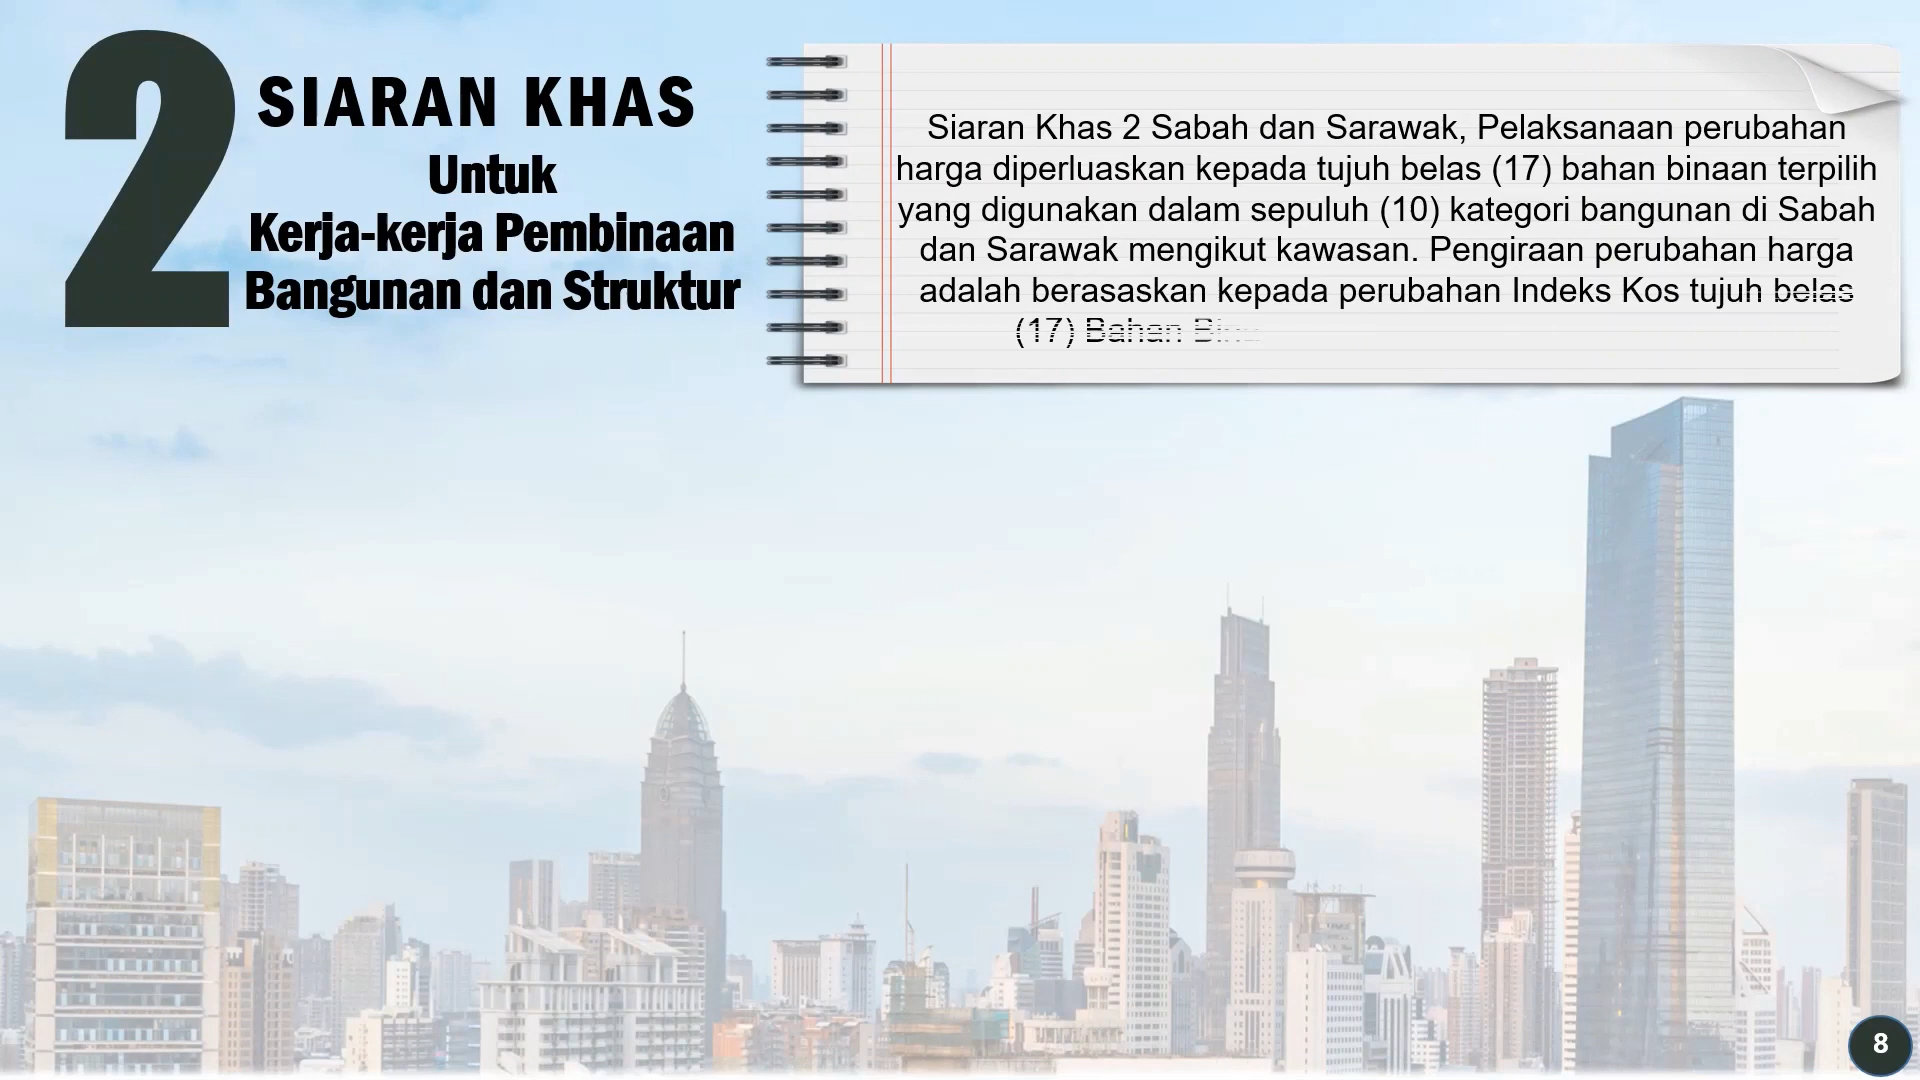 2
SIARAN KHAS
Untuk
Kerja-kerja Pembinaan
Bangunan dan Struktur
Siaran Khas 2 Sabah dan Sarawak, Pelaksanaan perubahan
harga diperluaskan kepada tujuh belas (17) bahan binaan terpilih
yang digunakan dalam sepuluh (10) kategori bangunan di Sabah
dan Sarawak mengikut kawasan. Pengiraan perubahan harga
adalah berasaskan kepada perubahan Indeks Kos tujuh belas
(17) Bahan
8